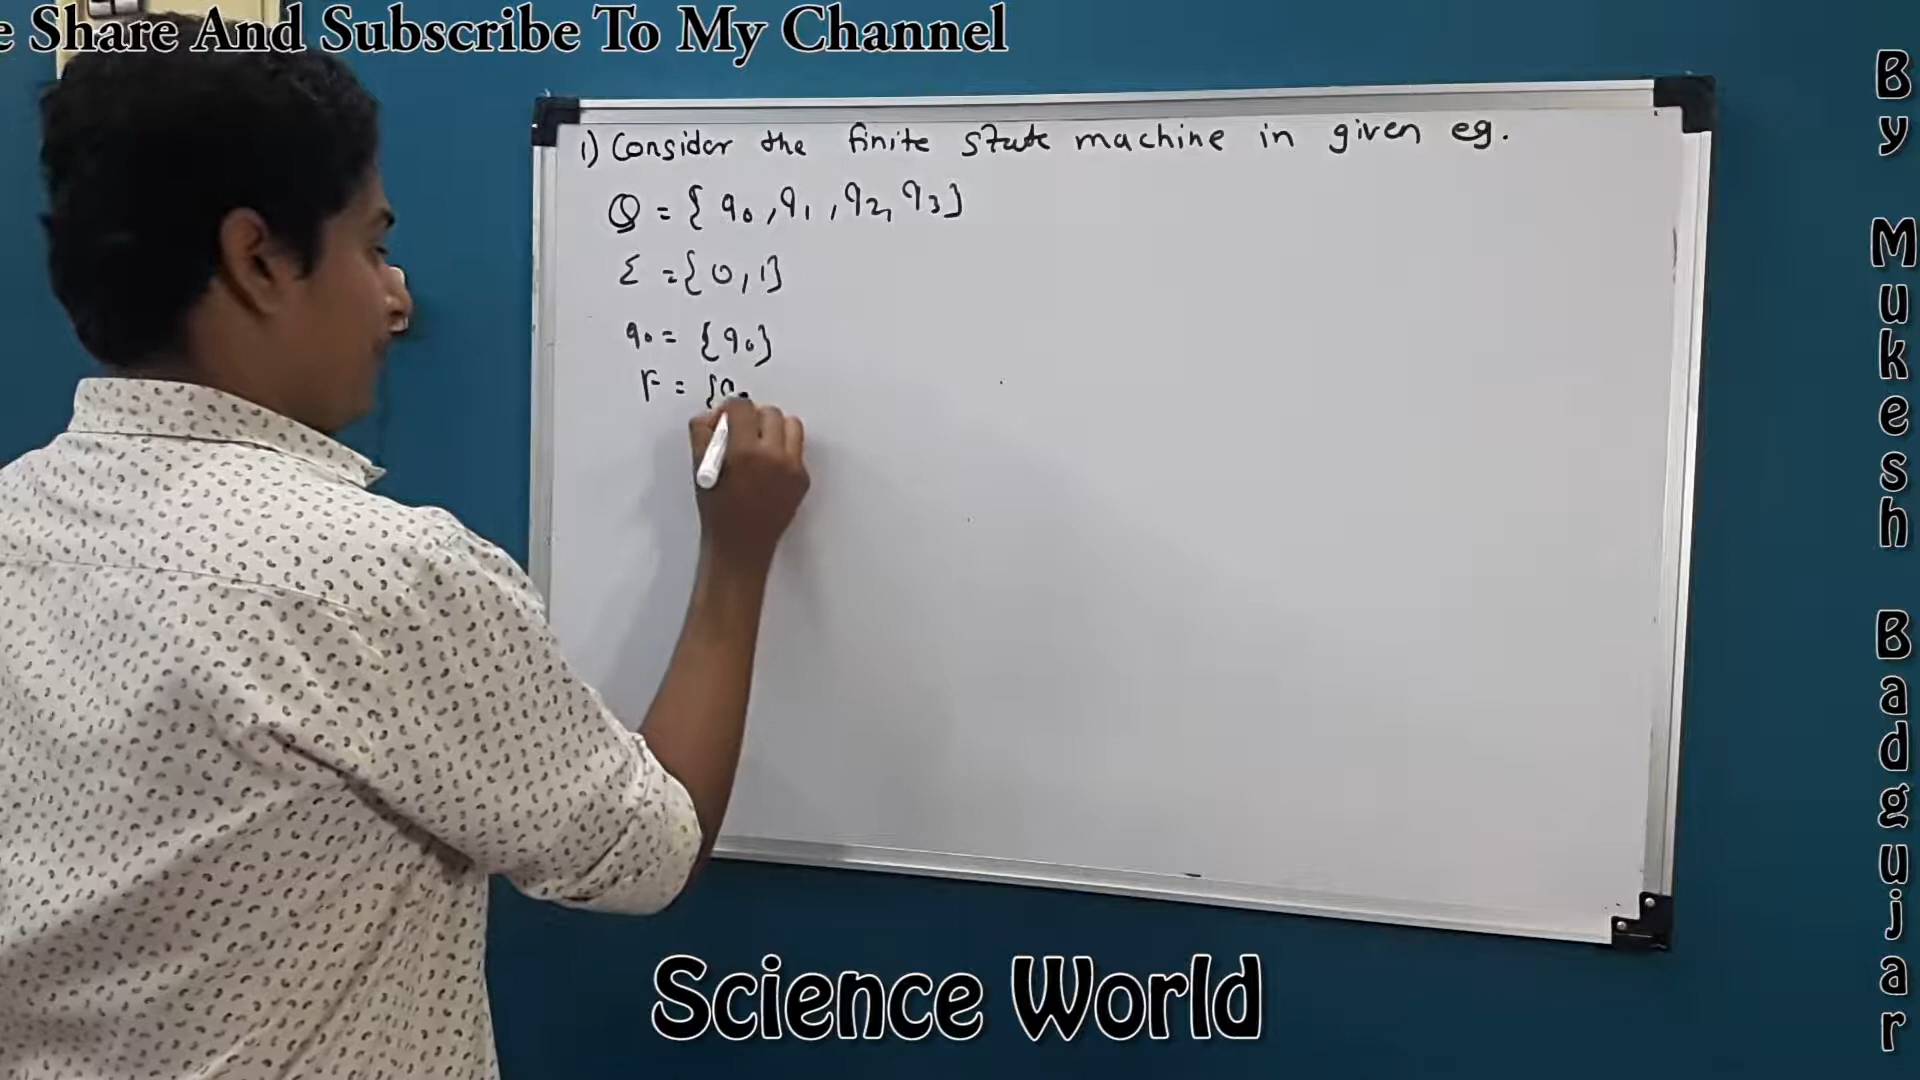 e Share And Subscribe To My Channel
1) Consider the finite state machine in given eg.
Q = { q0, q1, q2, q3}
Σ = {0, 1}
q0 = {q0}
F = {
Science World
By Mukesh Badgujar